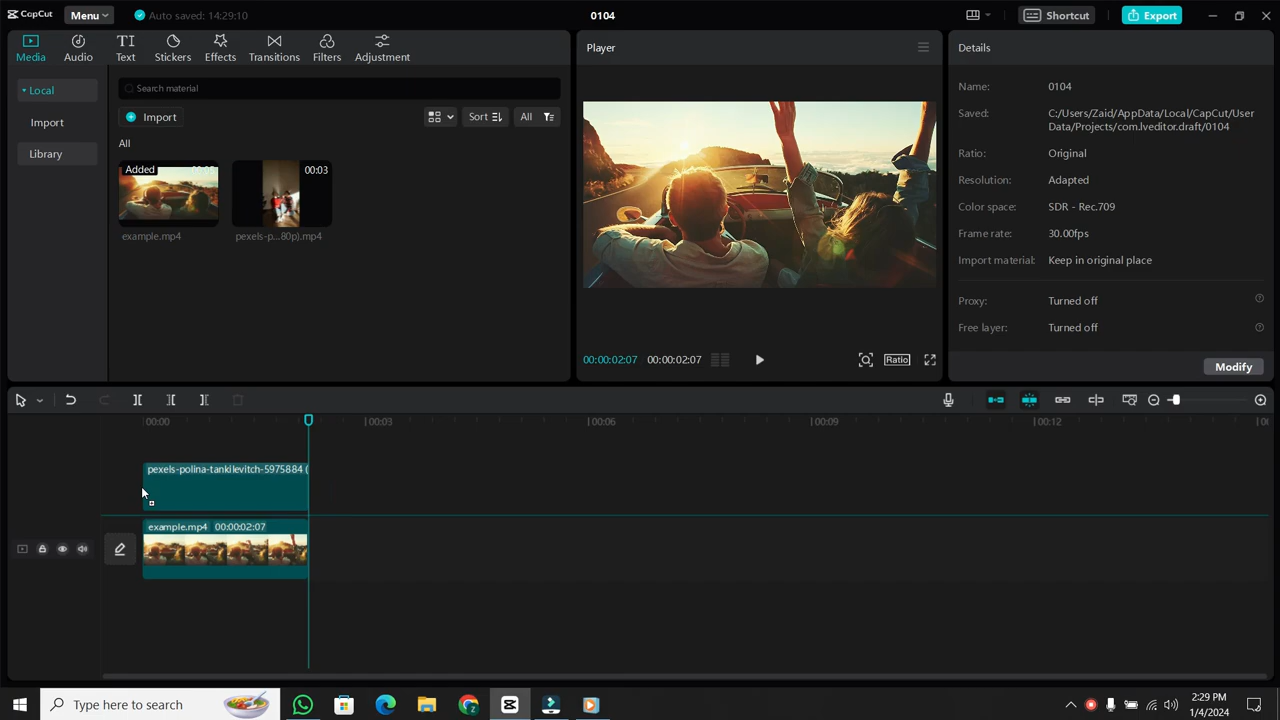 CapCut
Menu
Auto saved: 14:29:10
0104
Shortcut
Export
Media
Audio
Text
Stickers
Effects
Transitions
Filters
Adjustment
Local
Import
Library
Search material
Import
Sort
All
All
Added
00:03
example.mp4
pexels-p...80p).mp4
Player
00:00:02:07
00:00:02:07
Ratio
Details
Name:
0104
Saved:
C:/Users/Zaid/AppData/Local/CapCut/User
Data/Projects/com.lveditor.draft/0104
Ratio:
Original
Resolution:
Adapted
Color space:
SDR - Rec.709
Frame rate:
30.00fps
Import material:
Keep in original place
Proxy:
Turned off
Free layer:
Turned off
Modify
00:00
00:03
00:06
00:09
00:12
pexels-polina-tankilevitch-5975884 (
example.mp4
00:00:02:07
Type here to search
2:29 PM
1/4/2024